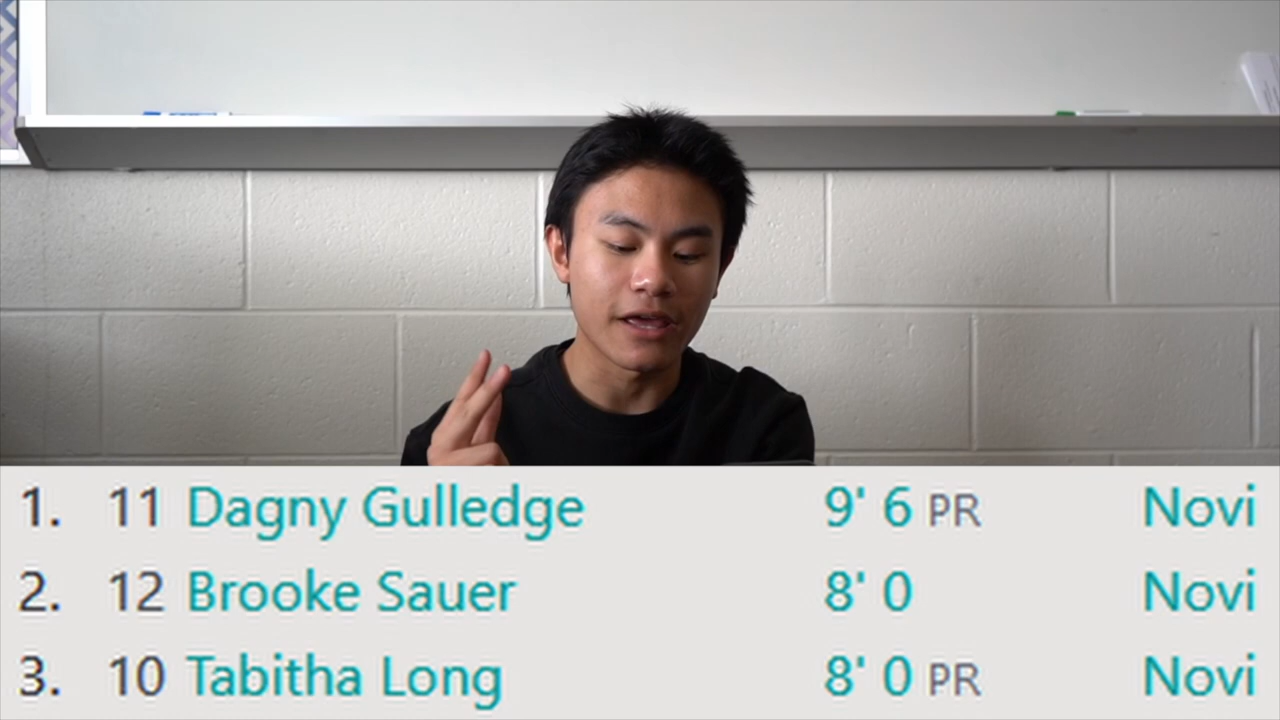 1. 11 Dagny Gulledge 9' 6 PR Novi
2. 12 Brooke Sauer 8' 0 Novi
3. 10 Tabitha Long 8' 0 PR Novi